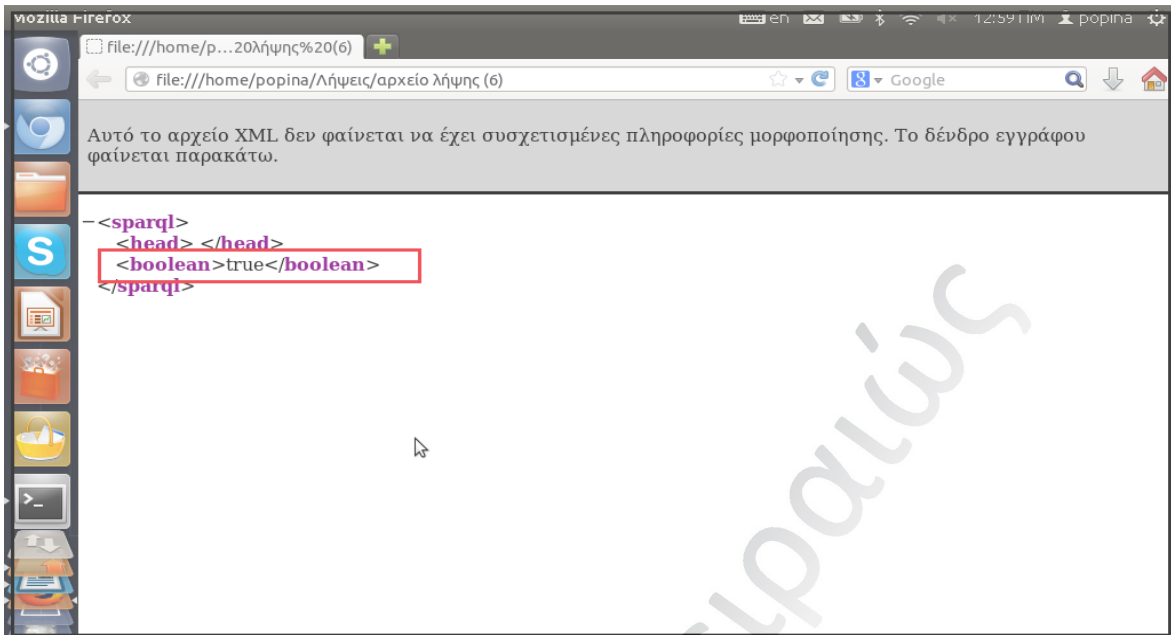 Mozilla Firefox en 12:59 ΠΜ popina
file:///home/p...20λήψης%20(6)
file:///home/popina/Λήψεις/αρχείο λήψης (6) Google
Αυτό το αρχείο XML δεν φαίνεται να έχει συσχετισμένες πληροφορίες μορφοποίησης. Το δένδρο εγγράφου
φαίνεται παρακάτω.
−<sparql>
<head> </head>
<boolean>true</boolean>
</sparql>
ειραιώς